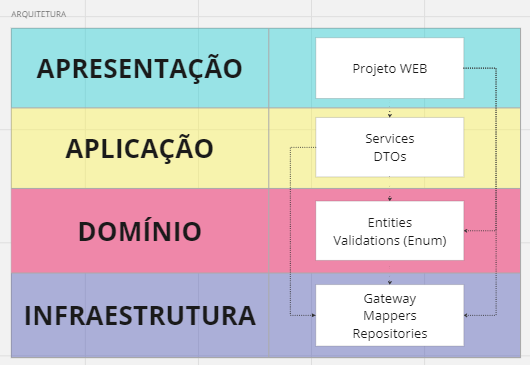 ARQUITETURA
APRESENTAÇÃO
Projeto WEB
APLICAÇÃO
Services
DTOs
DOMÍNIO
Entities
Validations (Enum)
INFRAESTRUTURA
Gateway
Mappers
Repositories